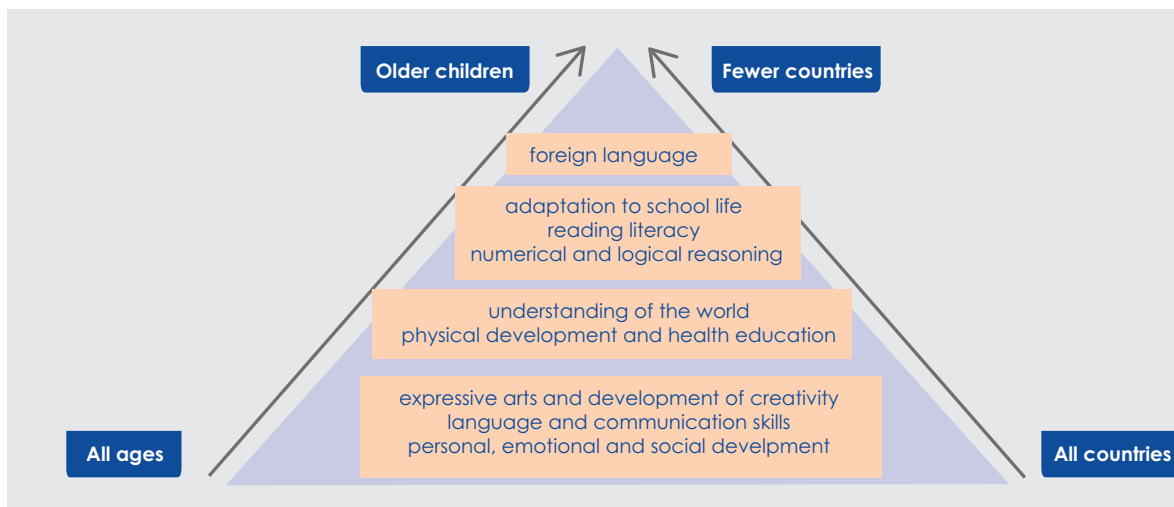 Older children
Fewer countries
foreign language
adaptation to school life
reading literacy
numerical and logical reasoning
understanding of the world
physical development and health education
expressive arts and development of creativity
language and communication skills
personal, emotional and social develpment
All ages
All countries